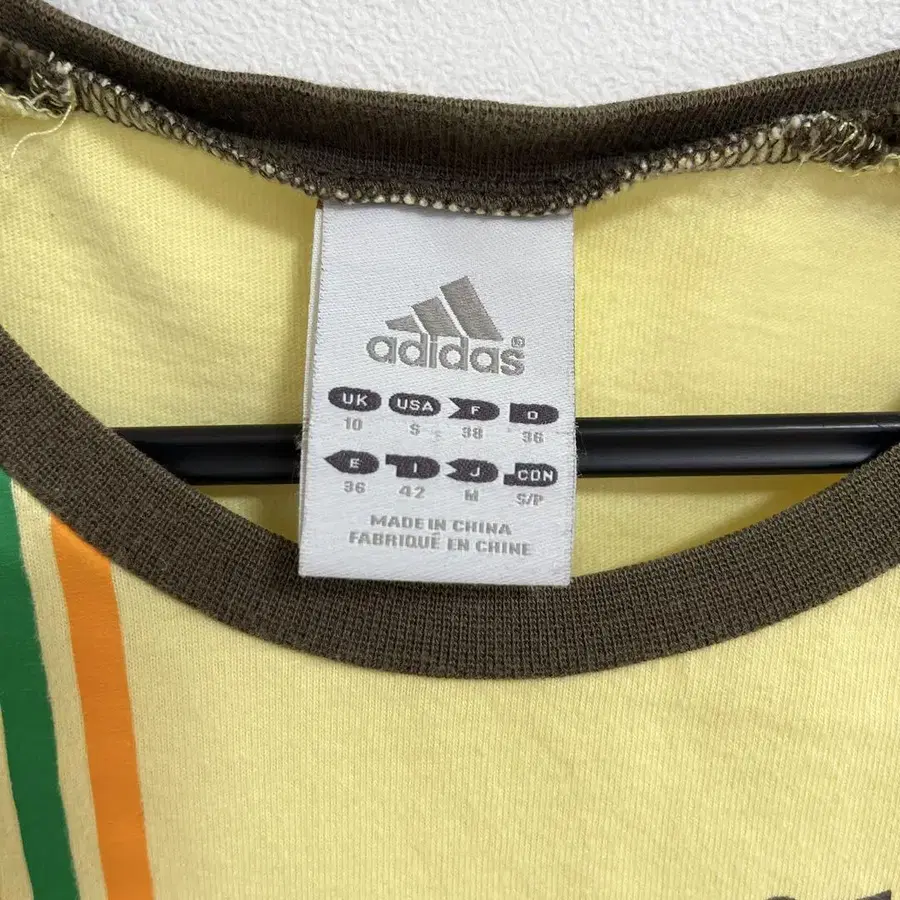 adidas®
UK USA F D
10 S 38 36
E I J CDN
36 42 M S/P
MADE IN CHINA
FABRIQUÉ EN CHINE